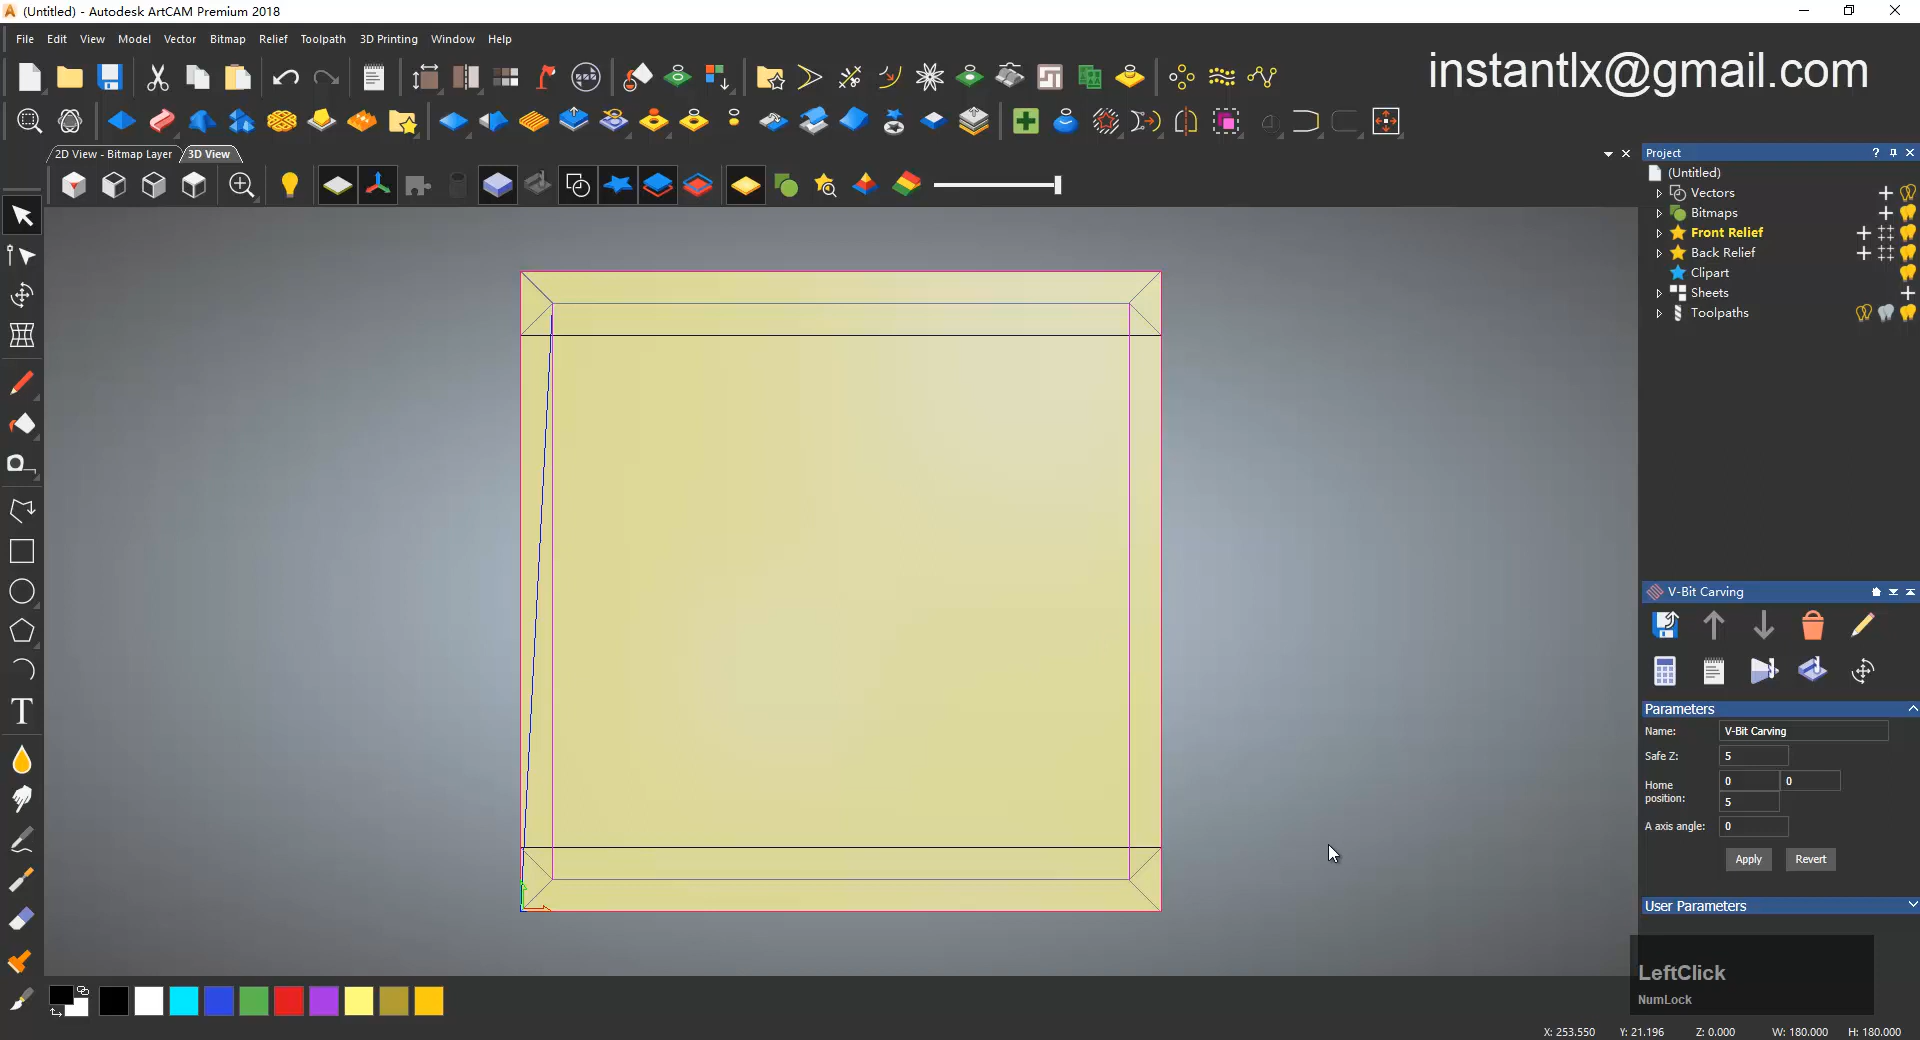 (Untitled) - Autodesk ArtCAM Premium 2018
File Edit View Model Vector Bitmap Relief Toolpath 3D Printing Window Help
instantlx@gmail.com
2D View - Bitmap Layer 3D View
Project
(Untitled)
Vectors
Bitmaps
Front Relief
Back Relief
Clipart
Sheets
Toolpaths
V-Bit Carving
Parameters
Name: V-Bit Carving
Safe Z: 5
Home position: 0 0
5
A axis angle: 0
Apply Revert
User Parameters
LeftClick
NumLock
X: 253.550 Y: 21.196 Z: 0.000 W: 180.000 H: 180.000